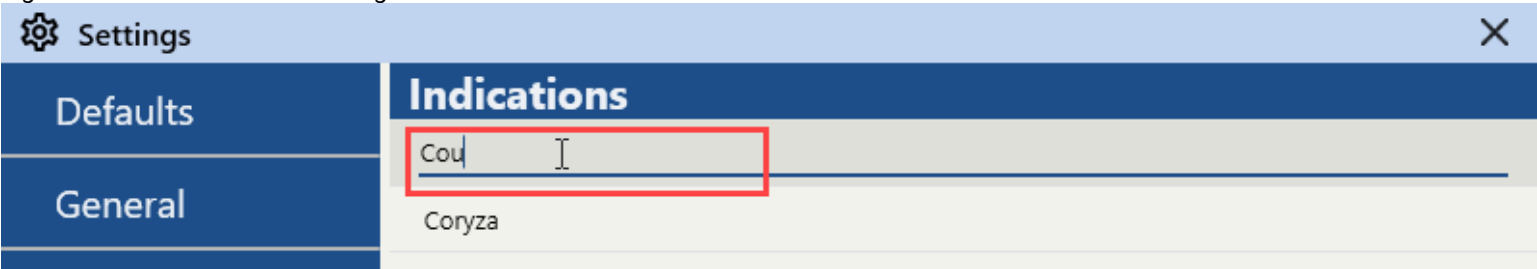 Settings
Defaults
General
Indications
Cou
Coryza